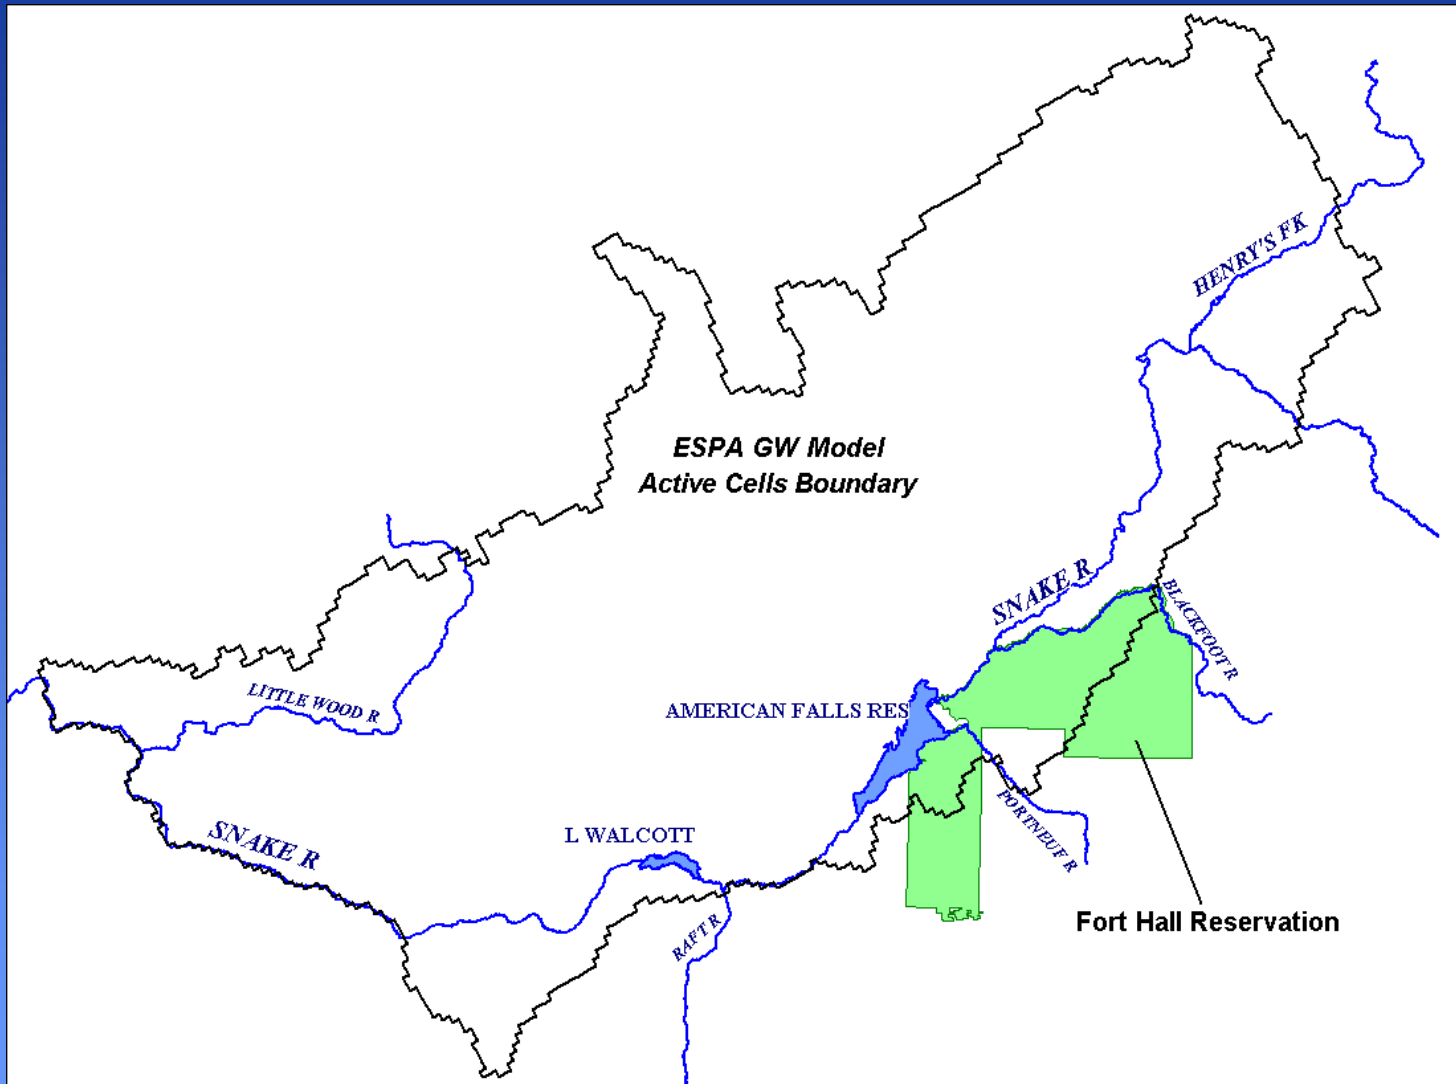 HENRY'S FK
ESPA GW Model
Active Cells Boundary
SNAKE R
BLACKFOOT R
LITTLE WOOD R
AMERICAN FALLS RES
PORTNEUF R
SNAKE R
L WALCOTT
RAFT R
Fort Hall Reservation